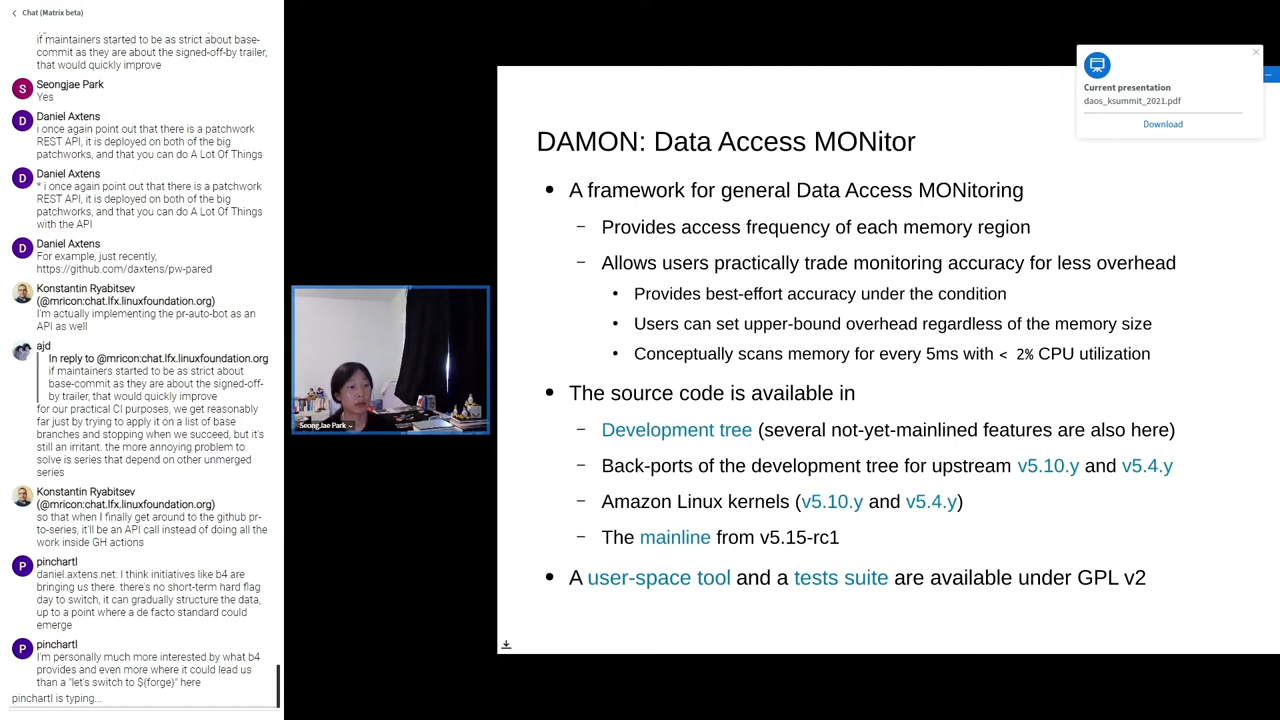 Chat (Matrix beta)
if maintainers started to be as strict about base-
commit as they are about the signed-off-by trailer,
that would quickly improve
S
Seongjae Park
Yes
D
Daniel Axtens
i once again point out that there is a patchwork
REST API, it is deployed on both of the big
patchworks, and that you can do A Lot Of Things
D
Daniel Axtens
* i once again point out that there is a patchwork
REST API, it is deployed on both of the big
patchworks, and that you can do A Lot Of Things
with the API
D
Daniel Axtens
For example, just recently,
https://github.com/daxtens/pw-pared
Konstantin Ryabitsev
(@mricon:chat.lfx.linuxfoundation.org)
I'm actually implementing the pr-auto-bot as an
API as well
ajd
In reply to @mricon:chat.lfx.linuxfoundation.org
if maintainers started to be as strict about
base-commit as they are about the signed-off-
by trailer, that would quickly improve
for our practical CI purposes, we get reasonably
far just by trying to apply it on a list of base
branches and stopping when we succeed, but it's
still an irritant. the more annoying problem to
solve is series that depend on other unmerged
series
Konstantin Ryabitsev
(@mricon:chat.lfx.linuxfoundation.org)
so that when I finally get around to the github pr-
to-series, it'll be an API call instead of doing all the
work inside GH actions
P
pinchartl
daniel.axtens.net: I think initiatives like b4 are
bringing us there. there's no short-term hard flag
day to switch, it can gradually structure the data,
up to a point where a de facto standard could
emerge
P
pinchartl
I'm personally much more interested by what b4
provides and even more where it could lead us
than a "let's switch to ${forge}" here
pinchartl is typing...
SeongJae Park
Current presentation
daos_ksummit_2021.pdf
Download
DAMON: Data Access MONitor
• A framework for general Data Access MONitoring
– Provides access frequency of each memory region
– Allows users practically trade monitoring accuracy for less overhead
• Provides best-effort accuracy under the condition
• Users can set upper-bound overhead regardless of the memory size
• Conceptually scans memory for every 5ms with < 2% CPU utilization
• The source code is available in
– Development tree (several not-yet-mainlined features are also here)
– Back-ports of the development tree for upstream v5.10.y and v5.4.y
– Amazon Linux kernels (v5.10.y and v5.4.y)
– The mainline from v5.15-rc1
• A user-space tool and a tests suite are available under GPL v2